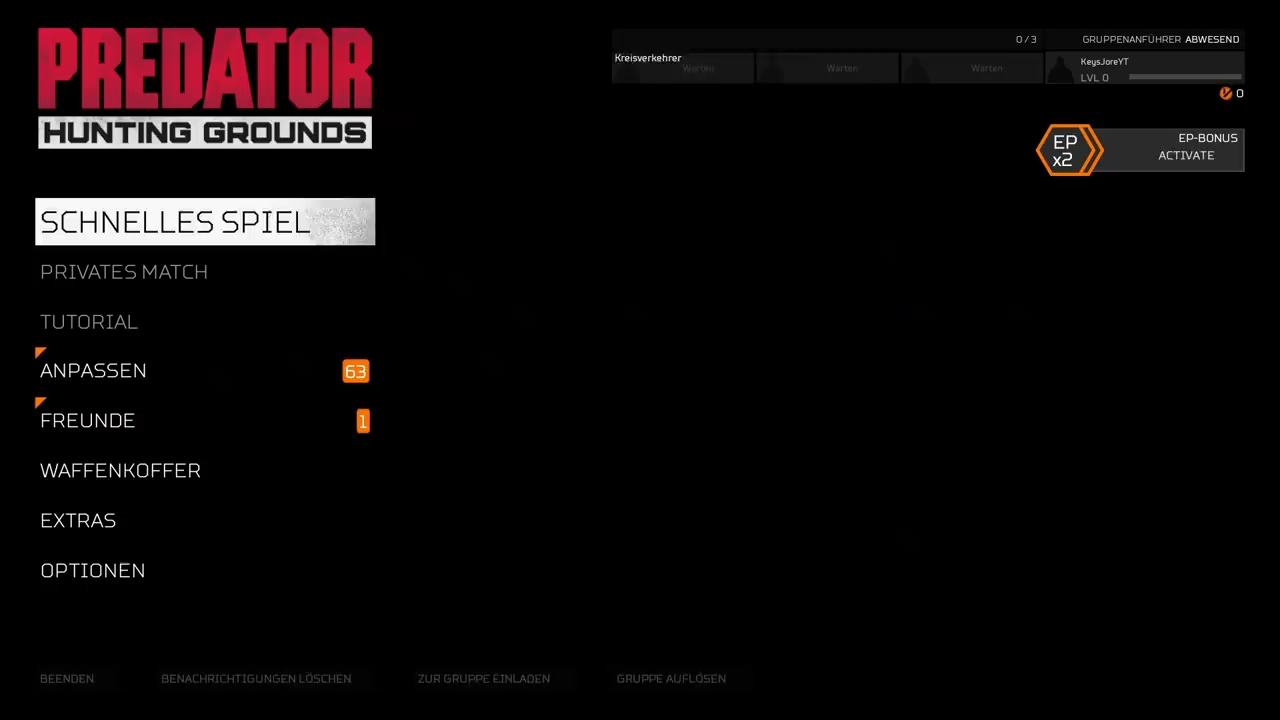 PREDATOR
HUNTING GROUNDS
0 / 3
GRUPPENANFÜHRER ABWESEND
Kreisverkehrer
Warten
Warten
Warten
KeysJoreYT
LVL 0
0
EP
x2
EP-BONUS
ACTIVATE
SCHNELLES SPIEL
PRIVATES MATCH
TUTORIAL
ANPASSEN 63
FREUNDE 1
WAFFENKOFFER
EXTRAS
OPTIONEN
BEENDEN BENACHRICHTIGUNGEN LÖSCHEN ZUR GRUPPE EINLADEN GRUPPE AUFLÖSEN